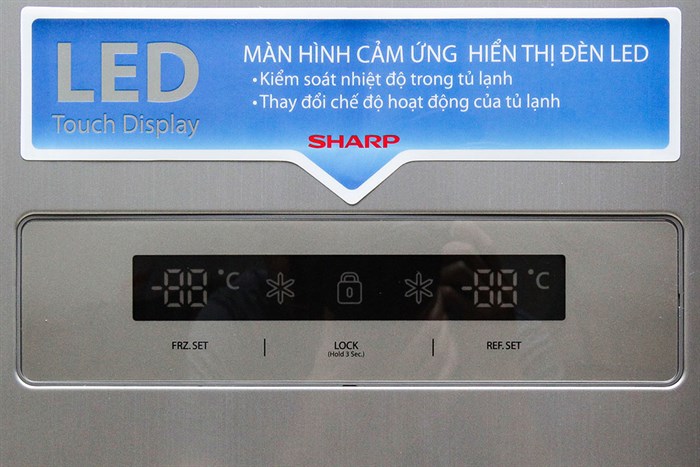 LED
Touch Display
MÀN HÌNH CẢM ỨNG HIỂN THỊ ĐÈN LED
•Kiểm soát nhiệt độ trong tủ lạnh
•Thay đổi chế độ hoạt động của tủ lạnh
SHARP
-88 °C -88 °C
FRZ. SET | LOCK | REF. SET
(Hold 3 Sec.)